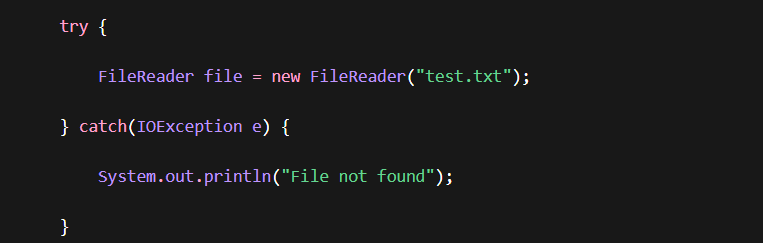 try {
FileReader file = new FileReader("test.txt");
} catch(IOException e) {
System.out.println("File not found");
}